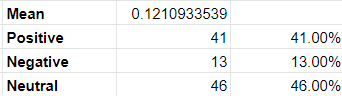 Mean 0.1210933539
Positive 41 41.00%
Negative 13 13.00%
Neutral 46 46.00%